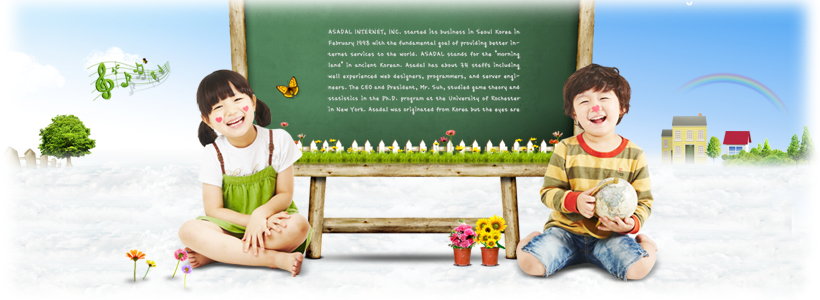 ASADAL INTERNET, INC. started its business in Seoul Korea in
February 1998 with the fundamental goal of providing better in-
ternet services to the world. ASADAL stands for the "morning
land" in ancient Korean. Asadal has about 78 staffs including
well experienced web designers, programmers, and server engi-
neers. The CEO and President, Mr. Suh, studied game theory and
statistics in the Ph.D. program at the University of Rochester
in New York. Asadal was originated from Korea but the eyes are